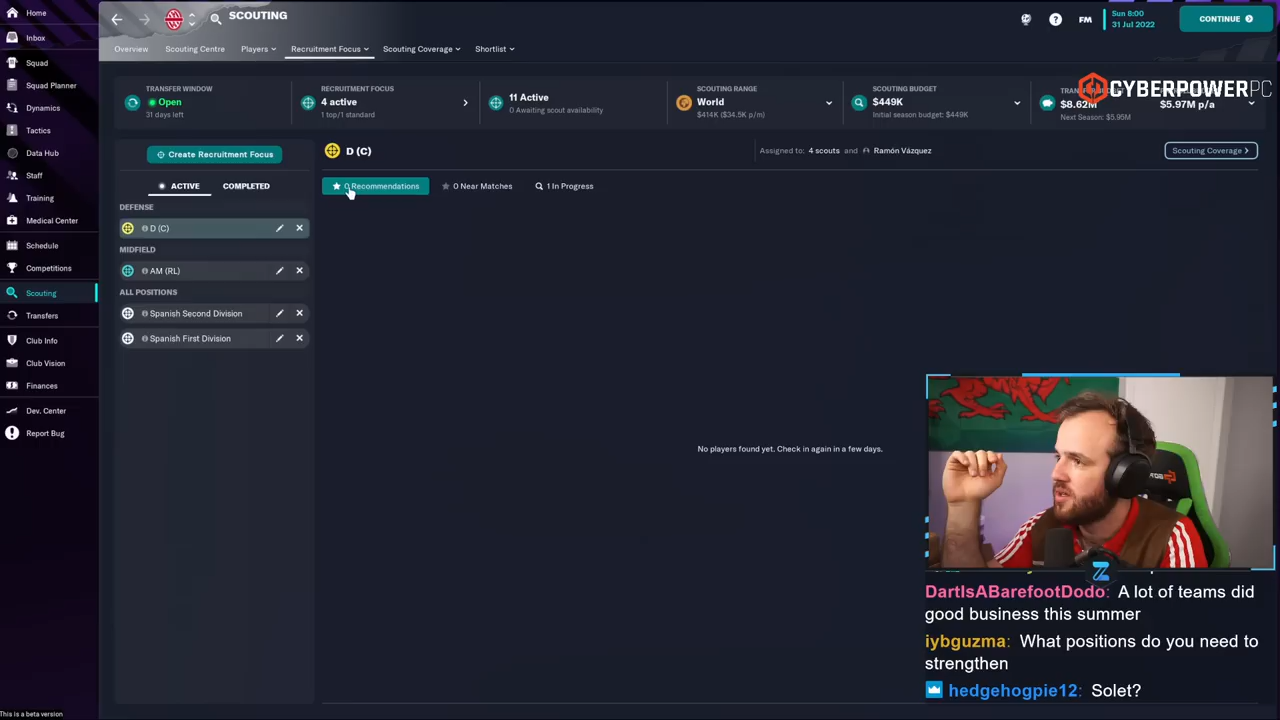 Home
SCOUTING
Sun 8:00
31 Jul 2022
FM
CONTINUE
Inbox
Overview
Scouting Centre
Players
Recruitment Focus
Scouting Coverage
Shortlist
Squad
Squad Planner
Dynamics
Tactics
Data Hub
Staff
Training
Medical Center
Schedule
Competitions
Scouting
Transfers
Club Info
Club Vision
Finances
Dev. Center
Report Bug
TRANSFER WINDOW
Open
31 days left
RECRUITMENT FOCUS
4 active
1 top/1 standard
11 Active
0 Awaiting scout availability
SCOUTING RANGE
World
$414K ($34.5K p/m)
SCOUTING BUDGET
$449K
Initial season budget: $449K
CYBERPOWERPC
$8.62M
$5.97M p/a
Next Season: $5.95M
Create Recruitment Focus
ACTIVE
COMPLETED
DEFENSE
D (C)
MIDFIELD
AM (RL)
ALL POSITIONS
Spanish Second Division
Spanish First Division
D (C)
Assigned to: 4 scouts and Ramón Vázquez
Scouting Coverage
0 Recommendations
0 Near Matches
1 In Progress
No players found yet. Check in again in a few days.
DartIsABarefootDodo: A lot of teams did
good business this summer
iybguzma: What positions do you need to
strengthen
hedgehogpie12: Solet?
This is a beta version